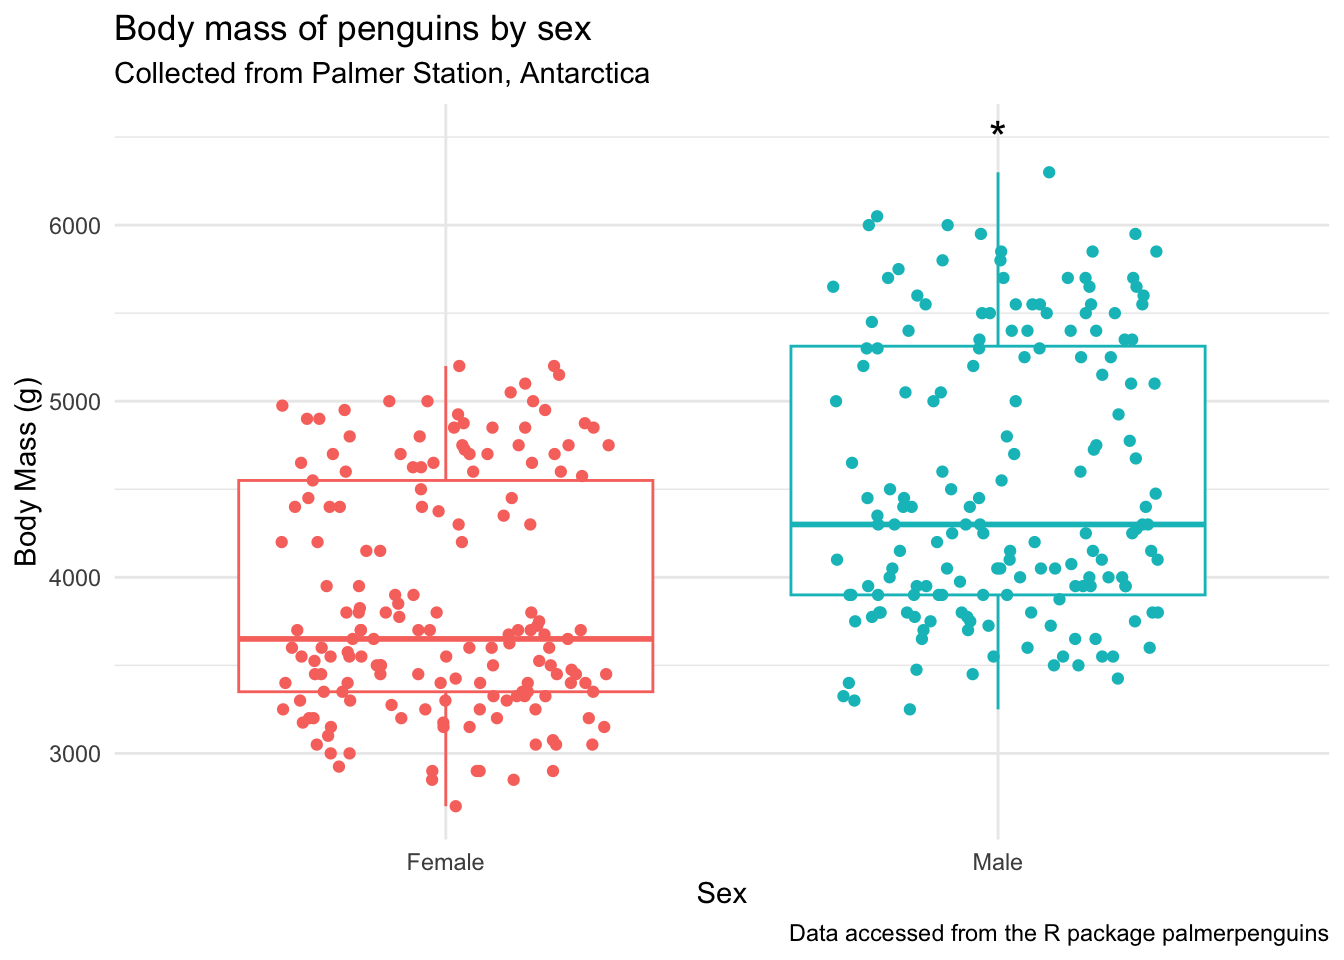 Body mass of penguins by sex
Collected from Palmer Station, Antarctica
*
6000
5000
4000
3000
Body Mass (g)
Female Male
Sex
Data accessed from the R package palmerpenguins